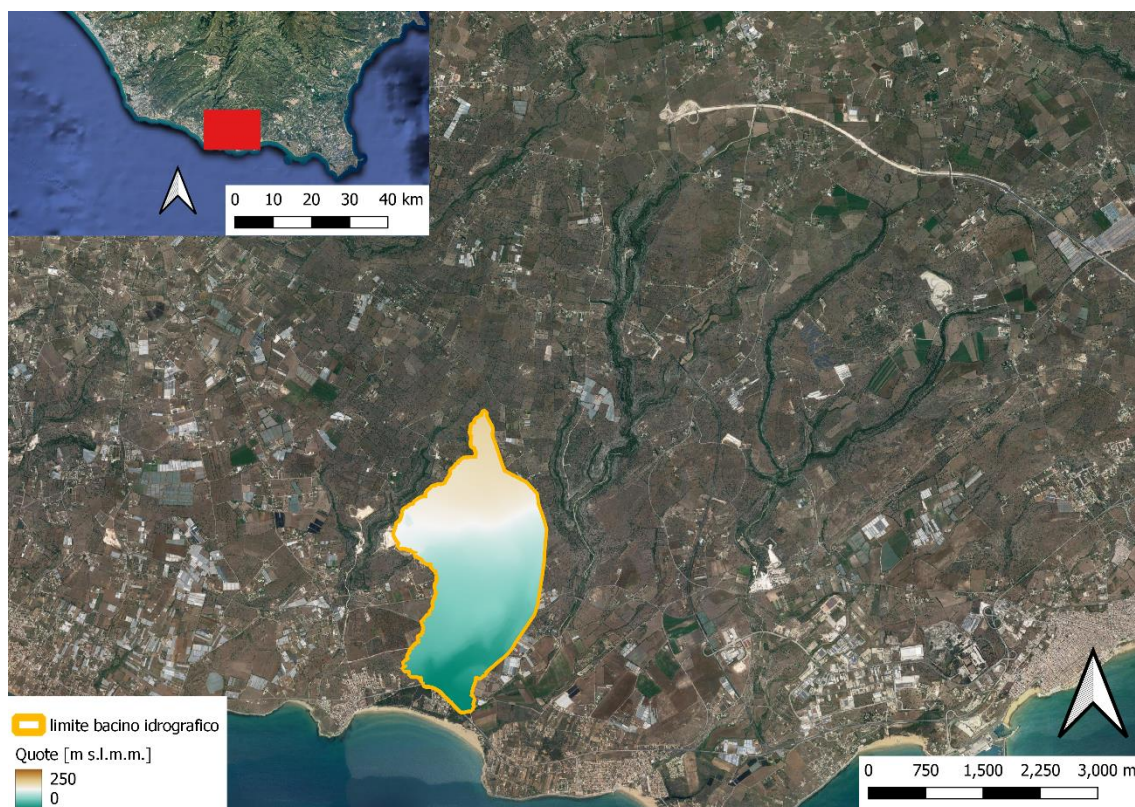 0 10 20 30 40 km
limite bacino idrografico
Quote [m s.l.m.m.]
250
0
0 750 1,500 2,250 3,000 m